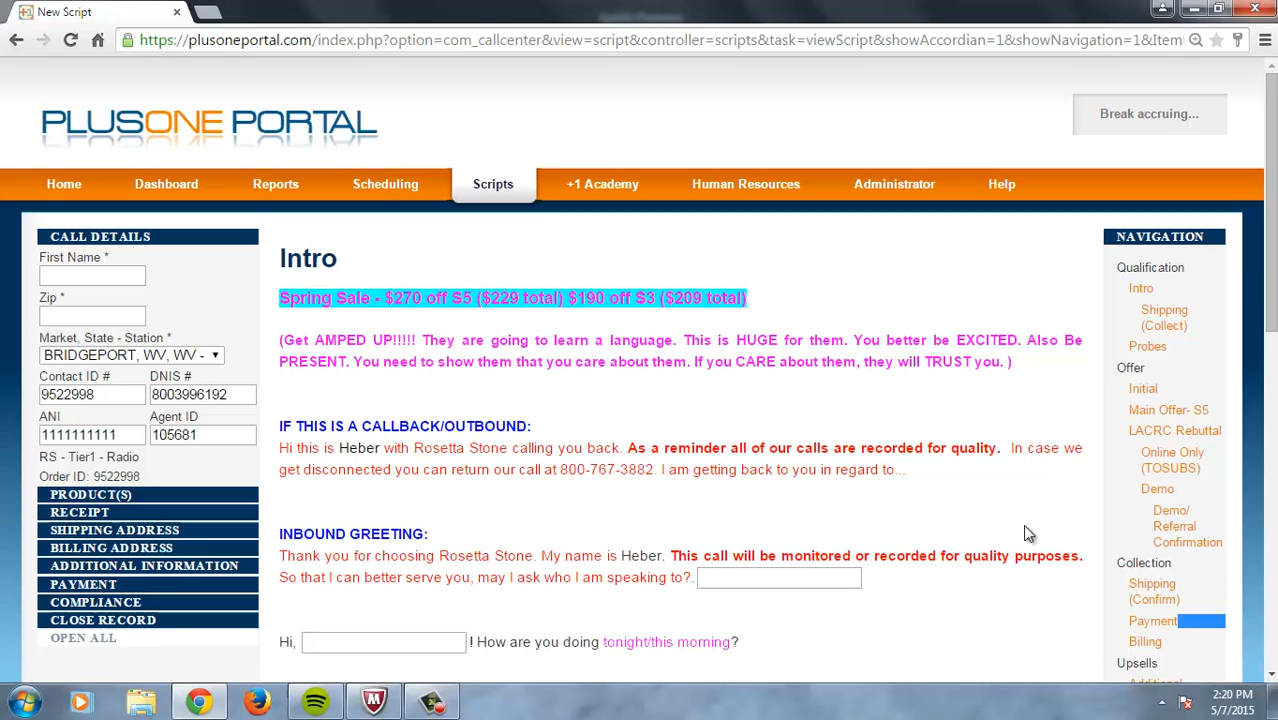 New Script
https://plusoneportal.com/index.php?option=com_callcenter&view=script&controller=scripts&task=viewScript&showAccordian=1&showNavigation=1&Item
PLUSONE PORTAL
Break accruing...
Home Dashboard Reports Scheduling Scripts +1 Academy Human Resources Administrator Help
CALL DETAILS
First Name *
Zip *
Market, State - Station *
BRIDGEPORT, WV, WV -
Contact ID # DNIS #
9522998 8003996192
ANI Agent ID
1111111111 105681
RS - Tier1 - Radio
Order ID: 9522998
PRODUCT(S)
RECEIPT
SHIPPING ADDRESS
BILLING ADDRESS
ADDITIONAL INFORMATION
PAYMENT
COMPLIANCE
CLOSE RECORD
OPEN ALL
Intro
Spring Sale - $270 off S5 ($229 total) $190 off S3 ($209 total)
(Get AMPED UP!!!!! They are going to learn a language. This is HUGE for them. You better be EXCITED. Also Be
PRESENT. You need to show them that you care about them. If you CARE about them, they will TRUST you. )
IF THIS IS A CALLBACK/OUTBOUND:
Hi this is Heber with Rosetta Stone calling you back. As a reminder all of our calls are recorded for quality. In case we
get disconnected you can return our call at 800-767-3882. I am getting back to you in regard to...
INBOUND GREETING:
Thank you for choosing Rosetta Stone. My name is Heber. This call will be monitored or recorded for quality purposes.
So that I can better serve you, may I ask who I am speaking to?.
Hi, ! How are you doing tonight/this morning?
NAVIGATION
Qualification
Intro
Shipping
(Collect)
Probes
Offer
Initial
Main Offer- S5
LACRC Rebuttal
Online Only
(TOSUBS)
Demo
Demo/
Referral
Confirmation
Collection
Shipping
(Confirm)
Payment
Billing
Upsells
2:20 PM
5/7/2015